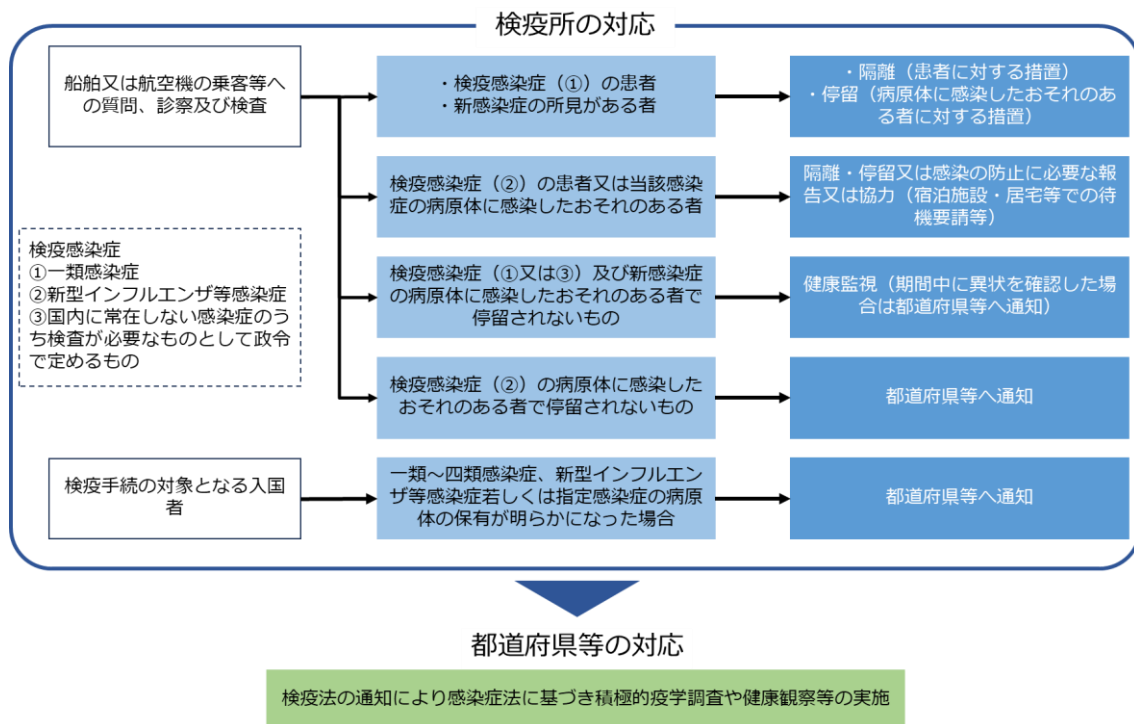 検疫所の対応
船舶又は航空機の乗客等へ
の質問、診察及び検査
・検疫感染症（①）の患者
・新感染症の所見がある者
・隔離（患者に対する措置）
・停留（病原体に感染したおそれのあ
る者に対する措置）
検疫感染症（②）の患者又は当該感染
症の病原体に感染したおそれのある者
隔離・停留又は感染の防止に必要な報
告又は協力（宿泊施設・居宅等での待
機要請等）
検疫感染症
①一類感染症
②新型インフルエンザ等感染症
③国内に常在しない感染症のう
ち検査が必要なものとして政令
で定めるもの
検疫感染症（①又は③）及び新感染症
の病原体に感染したおそれのある者で
停留されないもの
健康監視（期間中に異状を確認した場
合は都道府県等へ通知）
検疫感染症（②）の病原体に感染した
おそれのある者で停留されないもの
都道府県等へ通知
検疫手続の対象となる入国
者
一類～四類感染症、新型インフルエン
ザ等感染症若しくは指定感染症の病原
体の保有が明らかになった場合
都道府県等へ通知
都道府県等の対応
検疫法の通知により感染症法に基づき積極的疫学調査や健康観察等の実施